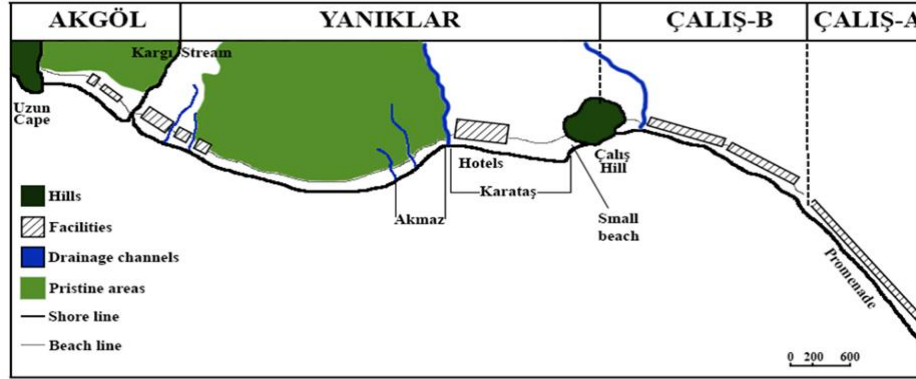 AKGÖL
YANIKLAR
ÇALIŞ-B
ÇALIŞ-A
Kargı Stream
Uzun
Cape
Hotels
Çalış
Hill
Karataş
Akmaz
Small
beach
Promenade
Hills
Facilities
Drainage channels
Pristine areas
Shore line
Beach line
0 200 600